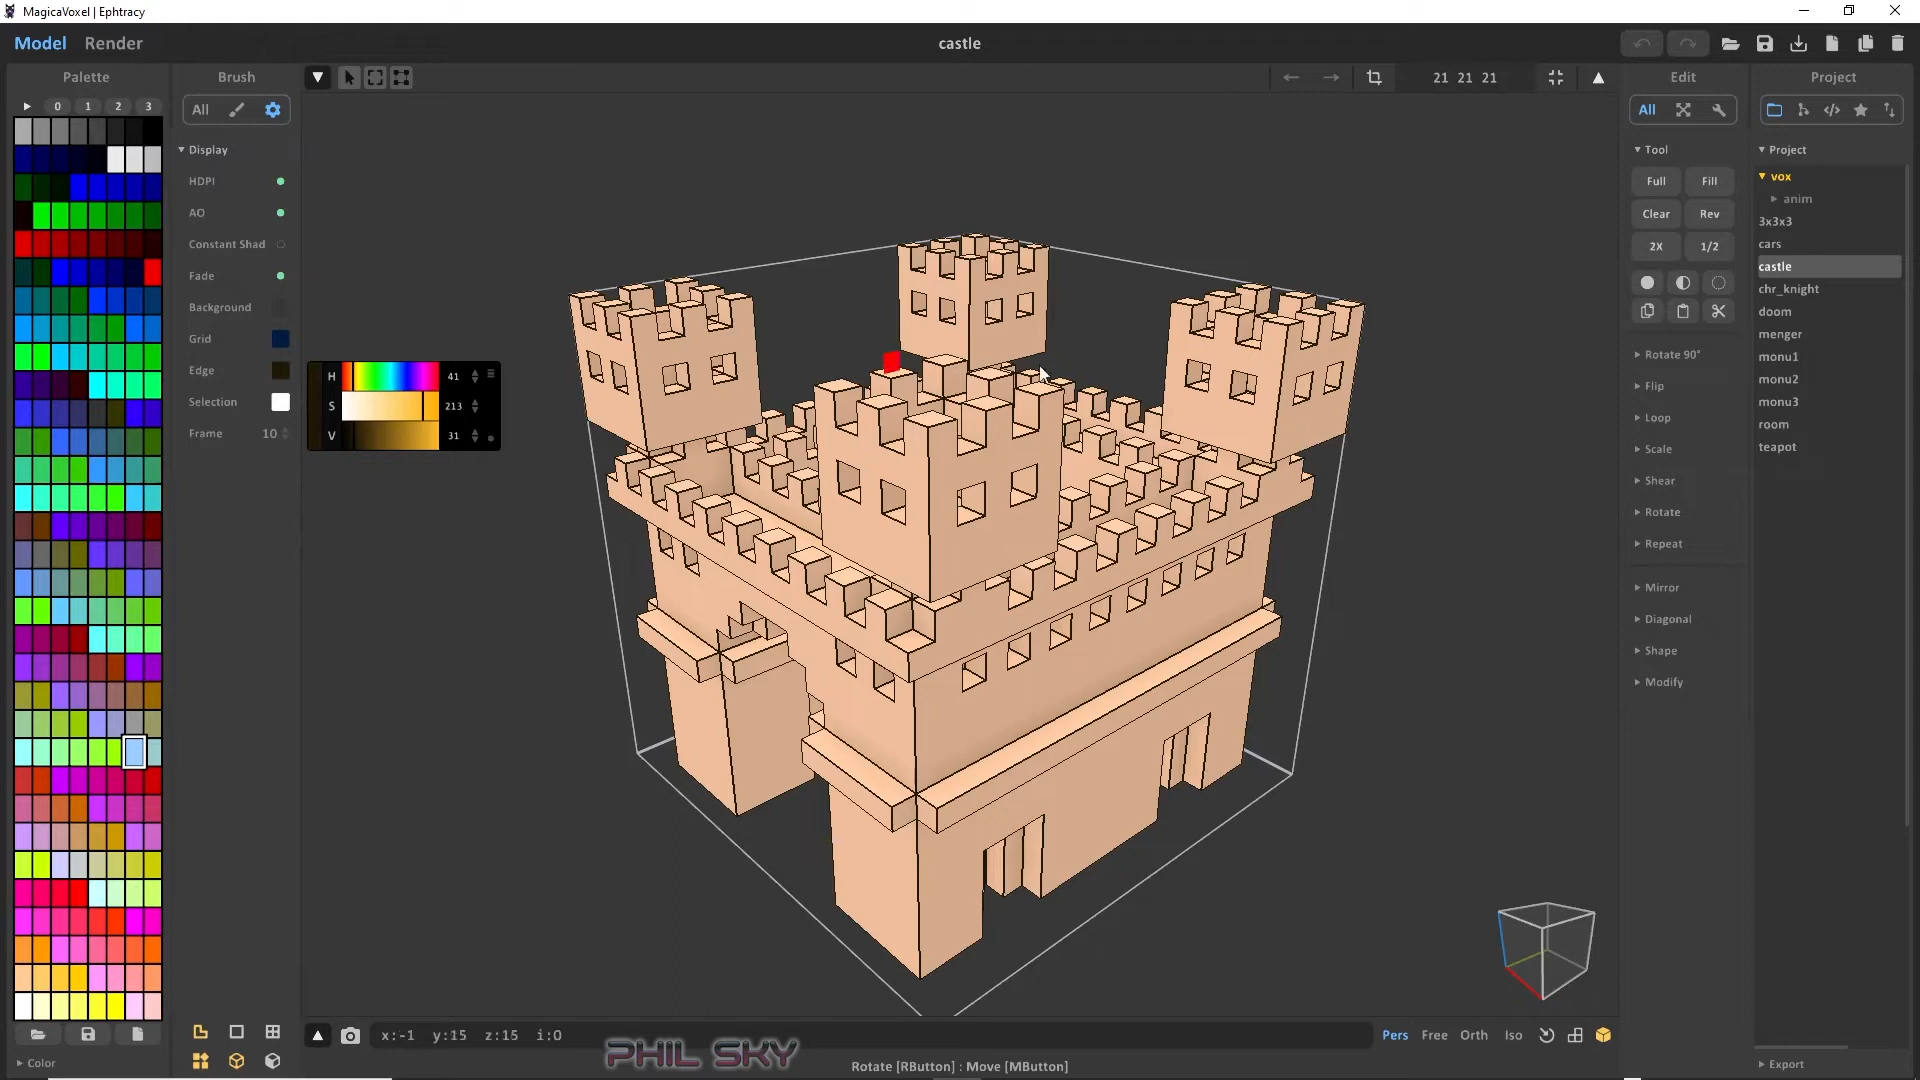 MagicaVoxel | Ephtracy
Model Render
castle
Palette
Brush
21 21 21
Edit
Project
0 1 2 3
All
All
Display
HDPI
AO
Constant Shad
Fade
Background
Grid
Edge
Selection
Frame 10
H 41
S 213
V 31
Tool
Full Fill
Clear Rev
2X 1/2
Rotate 90°
Flip
Loop
Scale
Shear
Rotate
Repeat
Mirror
Diagonal
Shape
Modify
Project
vox
anim
3x3x3
cars
castle
chr_knight
doom
menger
monu1
monu2
monu3
room
teapot
x:-1 y:15 z:15 i:0
PHIL SKY
Pers Free Orth Iso
Color
Rotate [RButton] : Move [MButton]
Export